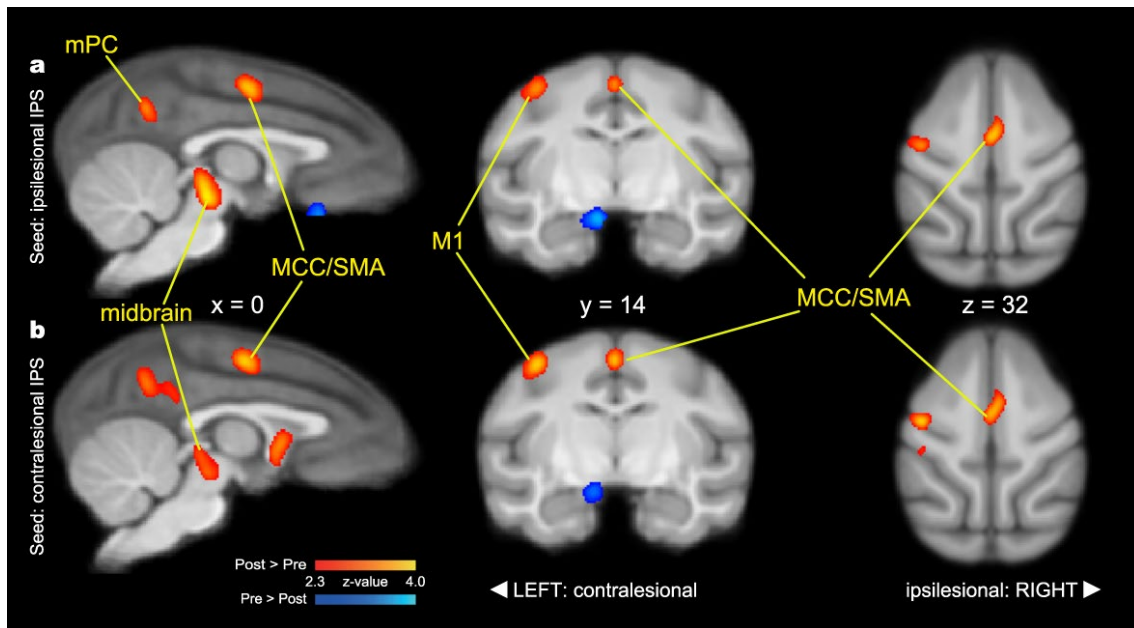 mPC
a
Seed: ipsilesional IPS
M1
MCC/SMA
MCC/SMA
midbrain
x = 0
y = 14
z = 32
b
Seed: contralesional IPS
Post > Pre
2.3 z-value 4.0
Pre > Post
◀ LEFT: contralesional
ipsilesional: RIGHT ▶